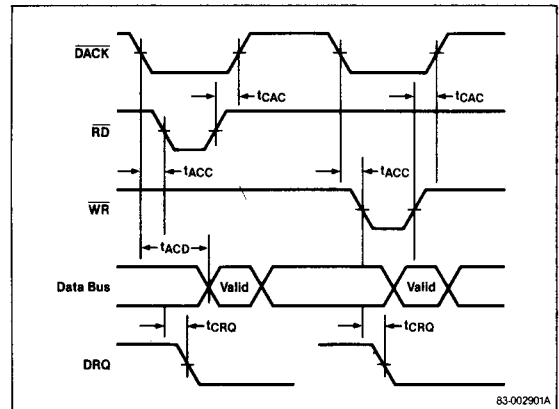 DACK
tCAC
tCAC
RD
tACC
tACC
WR
tACD
Data Bus
Valid
Valid
tCRQ
tCRQ
DRQ
83-002901A